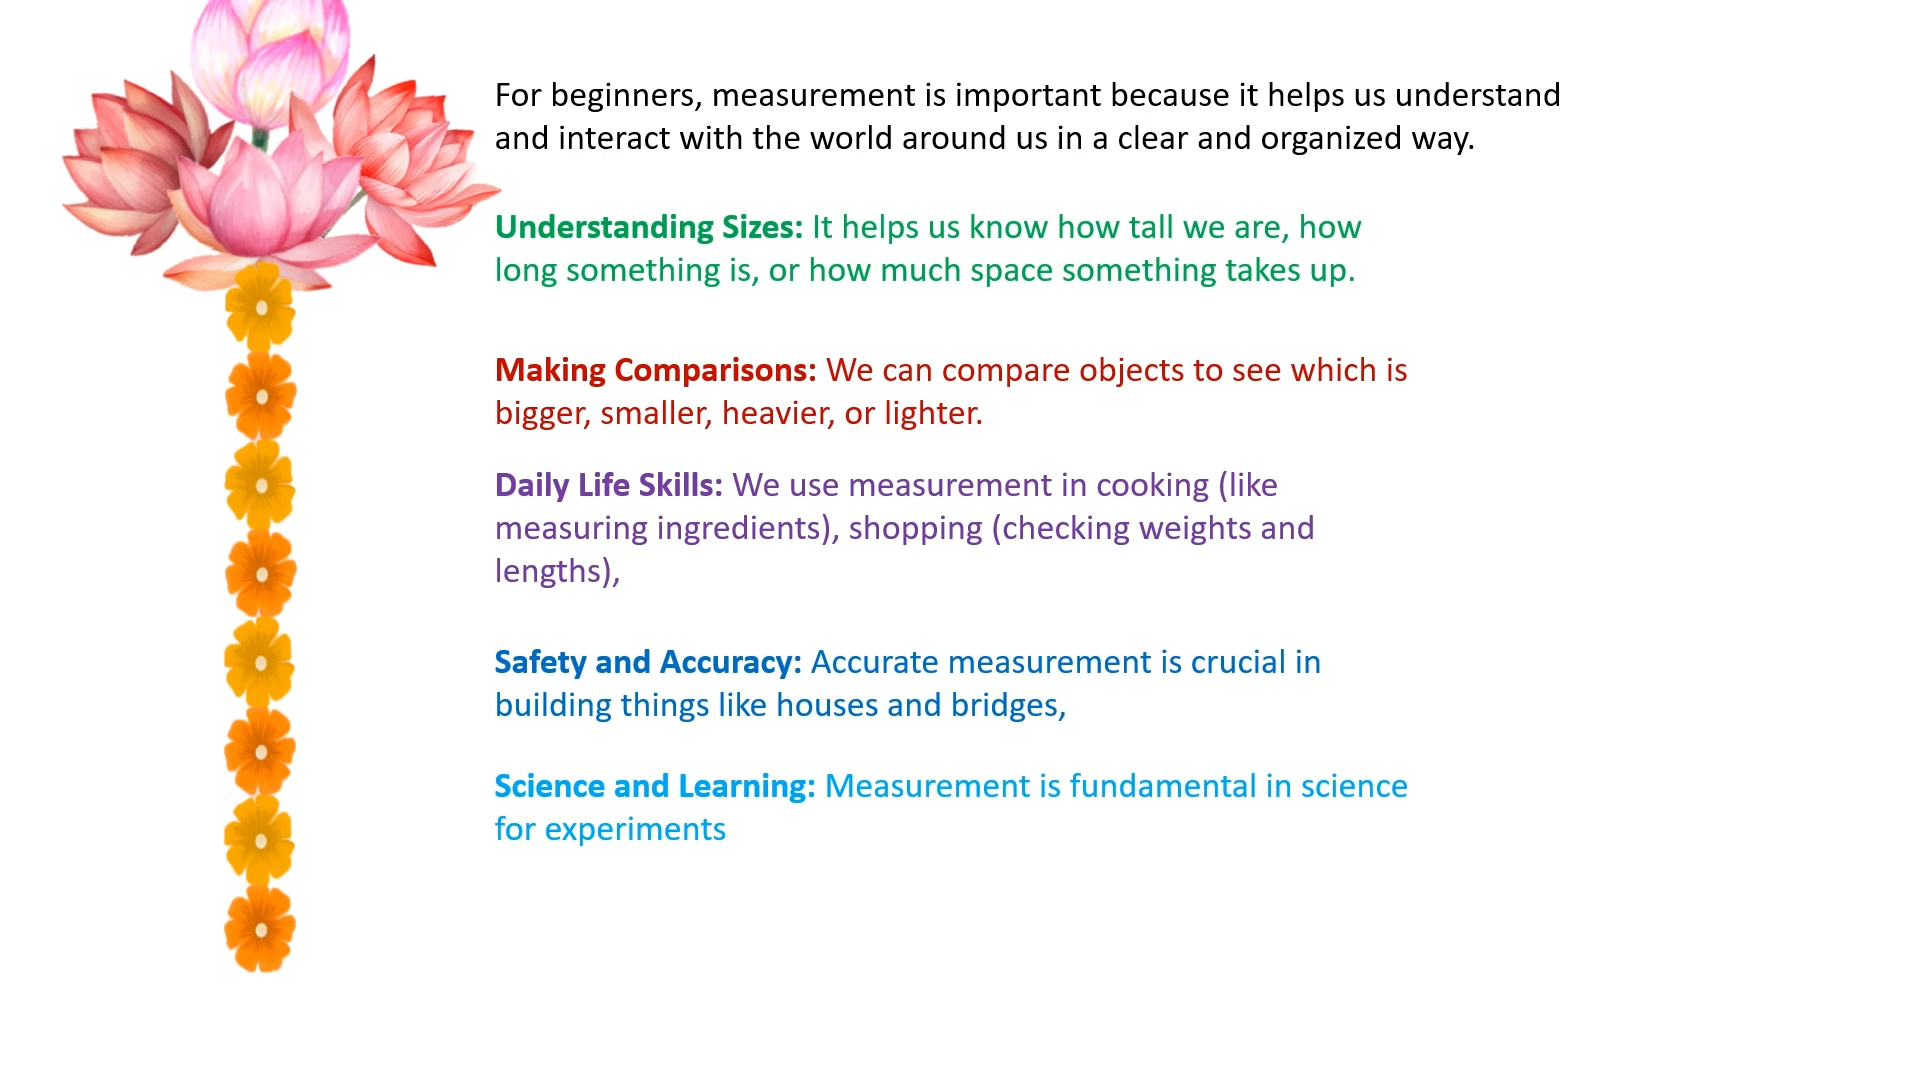 For beginners, measurement is important because it helps us understand
and interact with the world around us in a clear and organized way.
Understanding Sizes: It helps us know how tall we are, how
long something is, or how much space something takes up.
Making Comparisons: We can compare objects to see which is
bigger, smaller, heavier, or lighter.
Daily Life Skills: We use measurement in cooking (like
measuring ingredients), shopping (checking weights and
lengths),
Safety and Accuracy: Accurate measurement is crucial in
building things like houses and bridges,
Science and Learning: Measurement is fundamental in science
for experiments